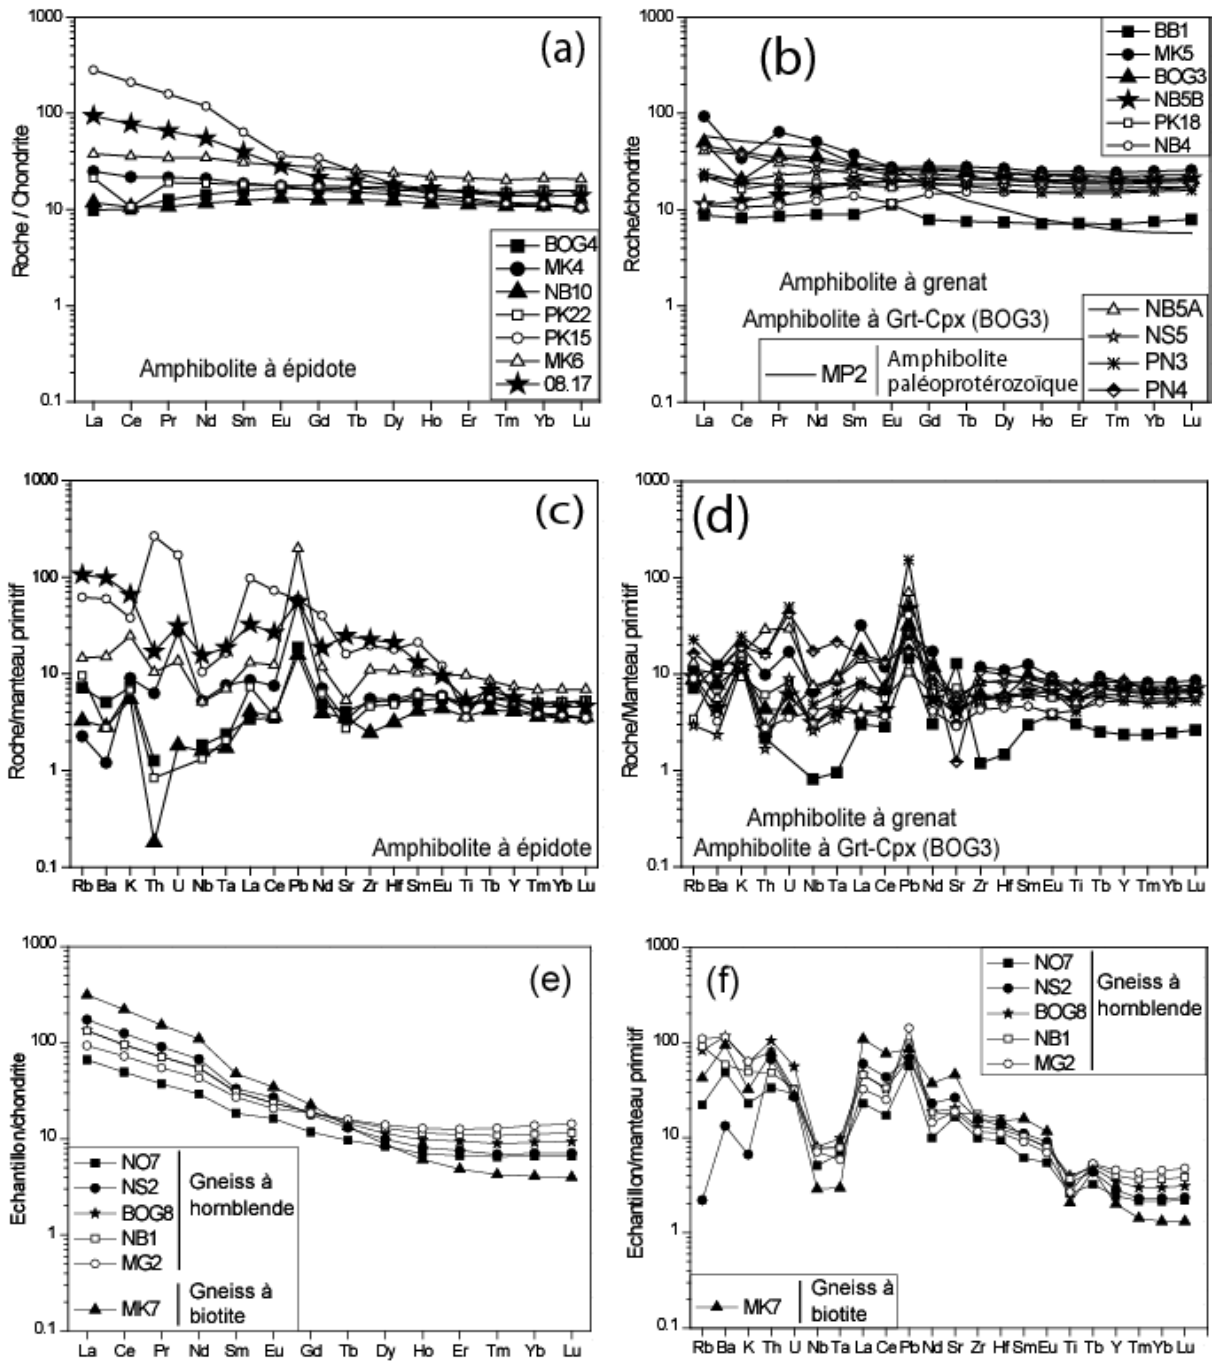 1000
100
10
1
0.1
Roche / Chondrite
(a)
BOG4
MK4
NB10
PK22
PK15
MK6
08.17
Amphibolite à épidote
La Ce Pr Nd Sm Eu Gd Tb Dy Ho Er Tm Yb Lu
1000
100
10
1
0.1
Roche/chondrite
(b)
BB1
MK5
BOG3
NB5B
PK18
NB4
Amphibolite à grenat
Amphibolite à Grt-Cpx (BOG3)
MP2 Amphibolite
paléoprotérozoïque
NB5A
NS5
PN3
PN4
La Ce Pr Nd Sm Eu Gd Tb Ho Er Tm Yb Lu
1000
100
10
1
0.1
Roche/manteau primitif
(c)
Amphibolite à épidote
Rb Ba K Th U Nb Ta La Ce Pb Nd Sr Zr Hf Sm Eu Ti Tb Y Tm Yb Lu
1000
100
10
1
0.1
Roche/Manteau primitif
(d)
Amphibolite à grenat
Amphibolite à Grt-Cpx (BOG3)
Rb Ba K Th U Nb Ta La Ce Pb Nd Sr Zr Hf Sm Eu Ti Tb Y Tm Yb Lu
1000
100
10
1
0.1
Echantillon/chondrite
(e)
NO7
NS2
BOG8
NB1
MG2
Gneiss à
hornblende
MK7
Gneiss à
biotite
La Ce Pr Nd Sm Eu Gd Tb Dy Ho Er Tm Yb Lu
1000
100
10
1
0.1
Echantillon/manteau primitif
(f)
NO7
NS2
BOG8
NB1
MG2
Gneiss à
hornblende
MK7
Gneiss à
biotite
Rb Ba K Th U Nb Ta La Ce Pb Nd Sr Zr Hf Sm Eu Ti Tb Y Tm Yb Lu